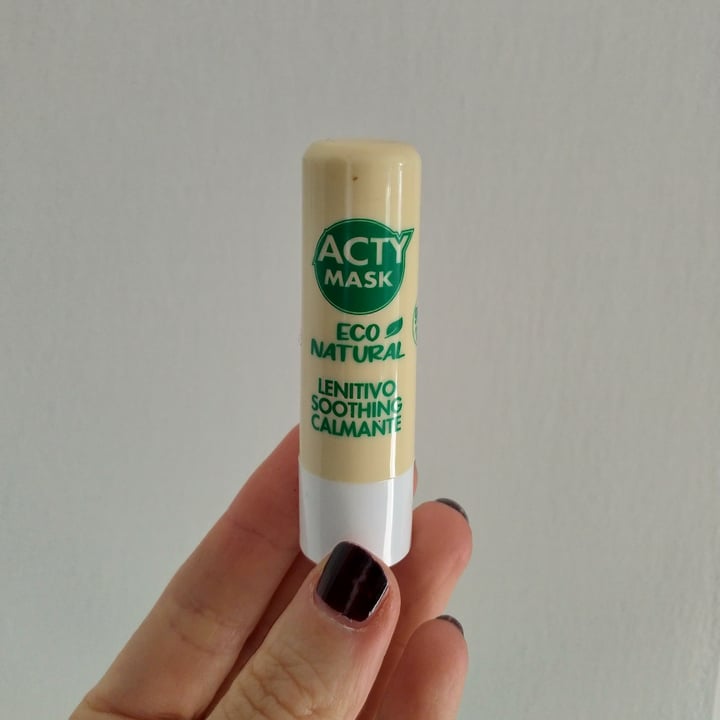 ACTY
MASK
ECO
NATURAL
LENITIVO
SOOTHING
CALMANTE